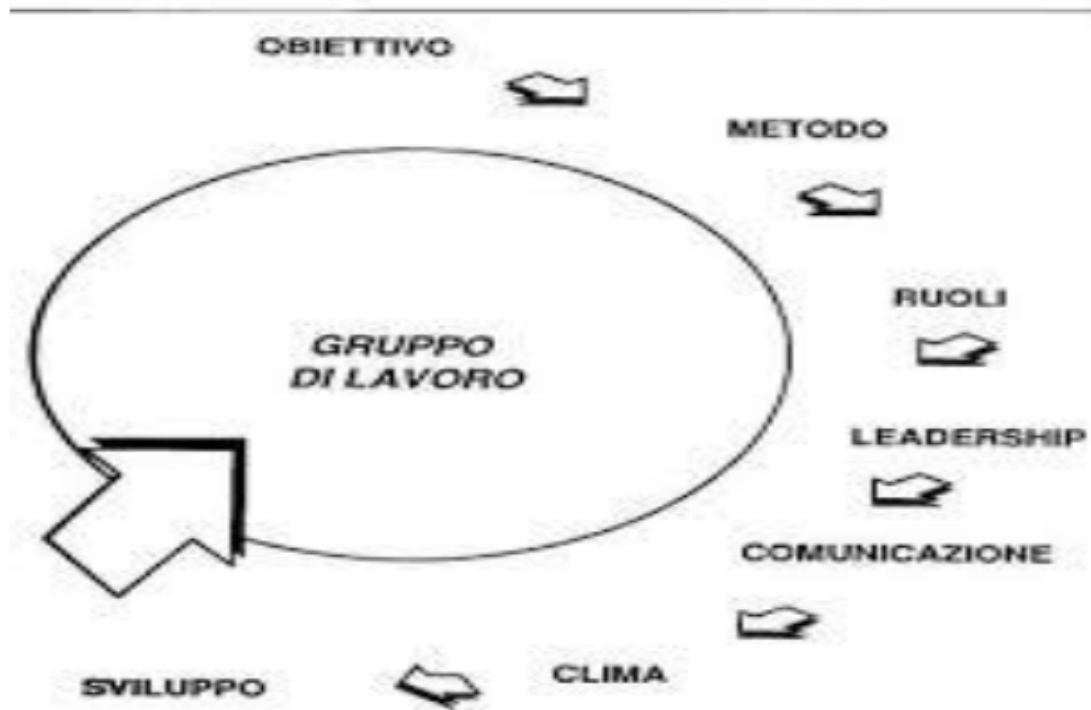 OBIETTIVO
METODO
RUOLI
GRUPPO
DI LAVORO
LEADERSHIP
COMUNICAZIONE
CLIMA
SVILUPPO